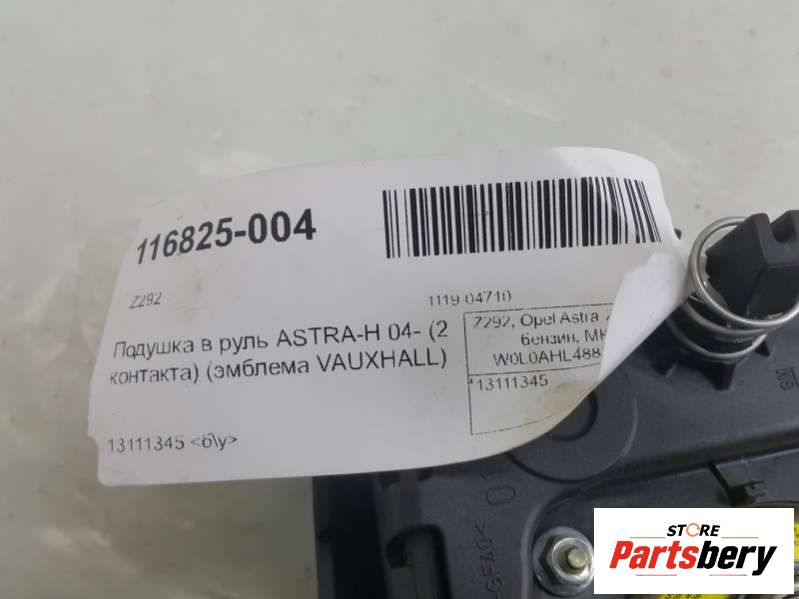 116825-004
Z292
1119-04710
Подушка в руль ASTRA-H 04- (2
контакта) (эмблема VAUXHALL)
Z292, Opel Astra
бензин,
W0L0AHL488
*13111345
13111345 <б\у>
STORE
Partsbery